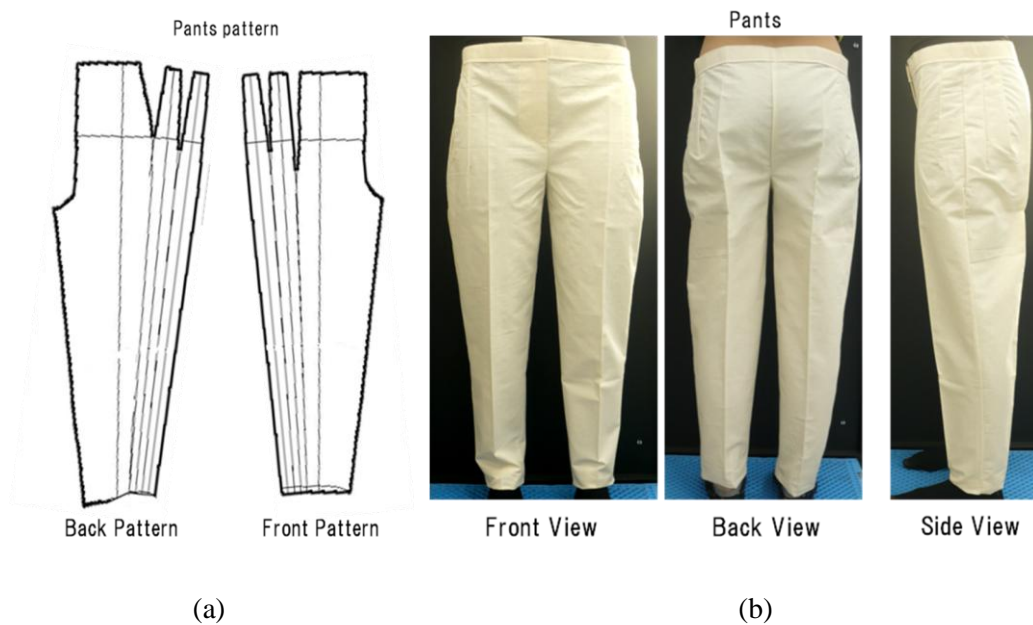 Pants pattern
Back Pattern
Front Pattern
(a)
Pants
Front View
Back View
Side View
(b)